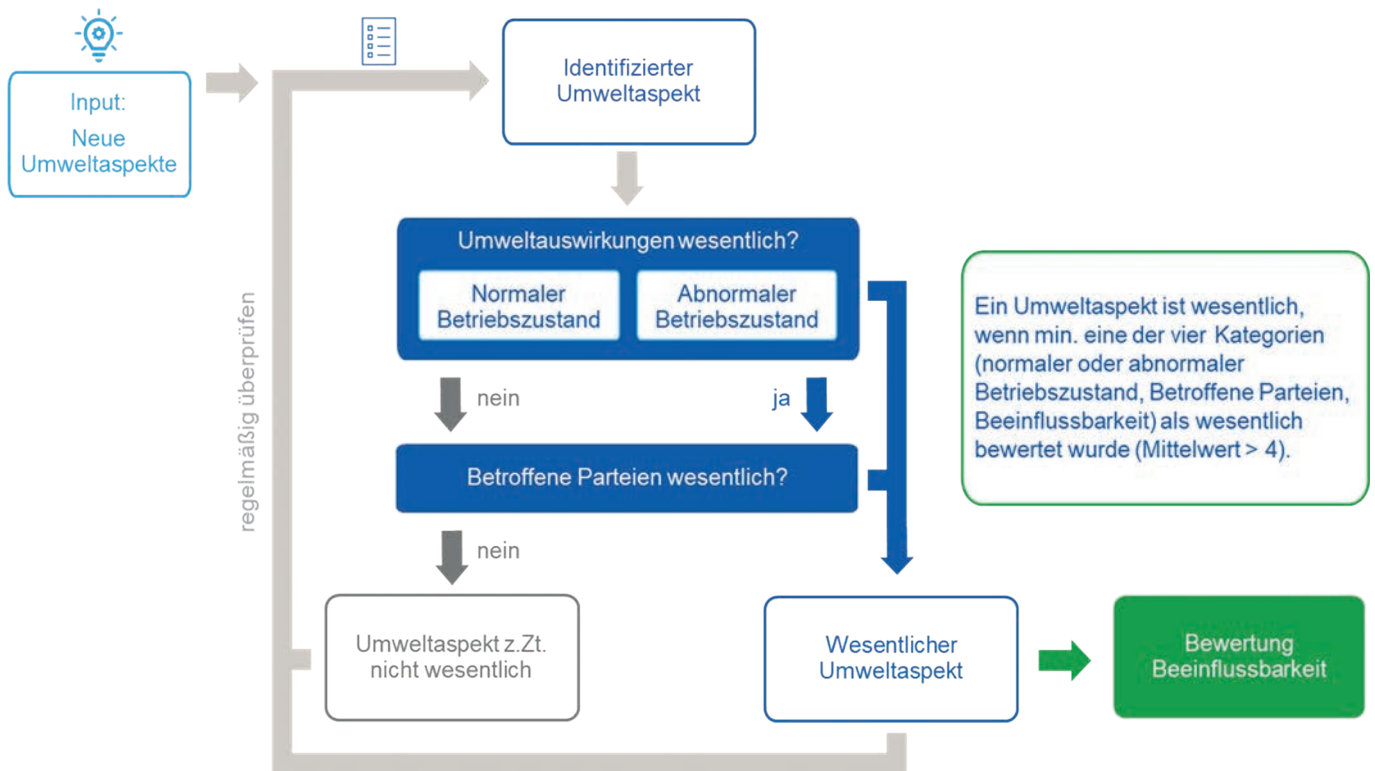 Input:
Neue
Umweltaspekte
Identifizierter
Umweltaspekt
Umweltauswirkungen wesentlich?
Normaler
Betriebszustand
Abnormaler
Betriebszustand
regelmäßig überprüfen
nein
ja
Betroffene Parteien wesentlich?
nein
Umweltaspekt z.Zt.
nicht wesentlich
Wesentlicher
Umweltaspekt
Ein Umweltaspekt ist wesentlich,
wenn min. eine der vier Kategorien
(normaler oder abnormaler
Betriebszustand, Betroffene Parteien,
Beeinflussbarkeit) als wesentlich
bewertet wurde (Mittelwert > 4).
Bewertung
Beeinflussbarkeit